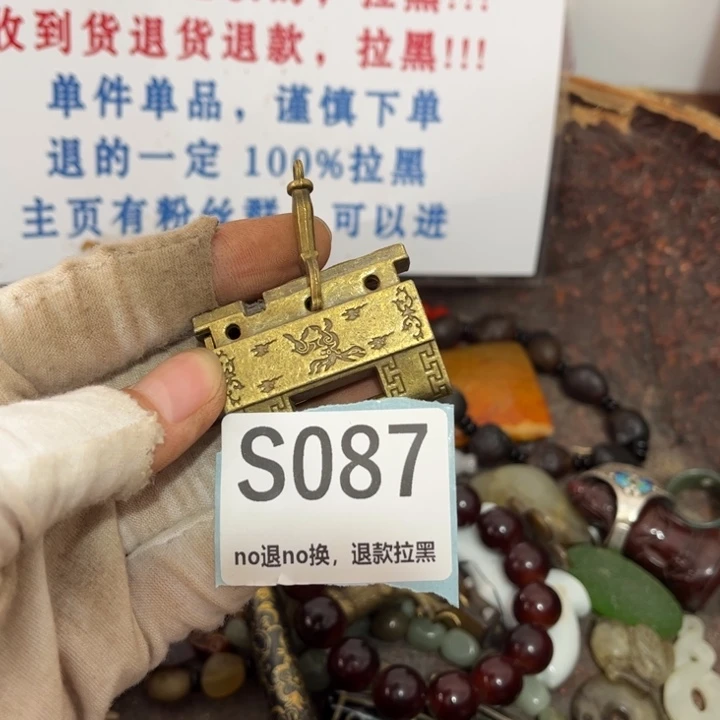 拉黑!!!
收到货退货退款，拉黑!!!
单件单品，谨慎下单
退的一定 100%拉黑
主页有粉丝群 可以进
S087
no退no换，退款拉黑